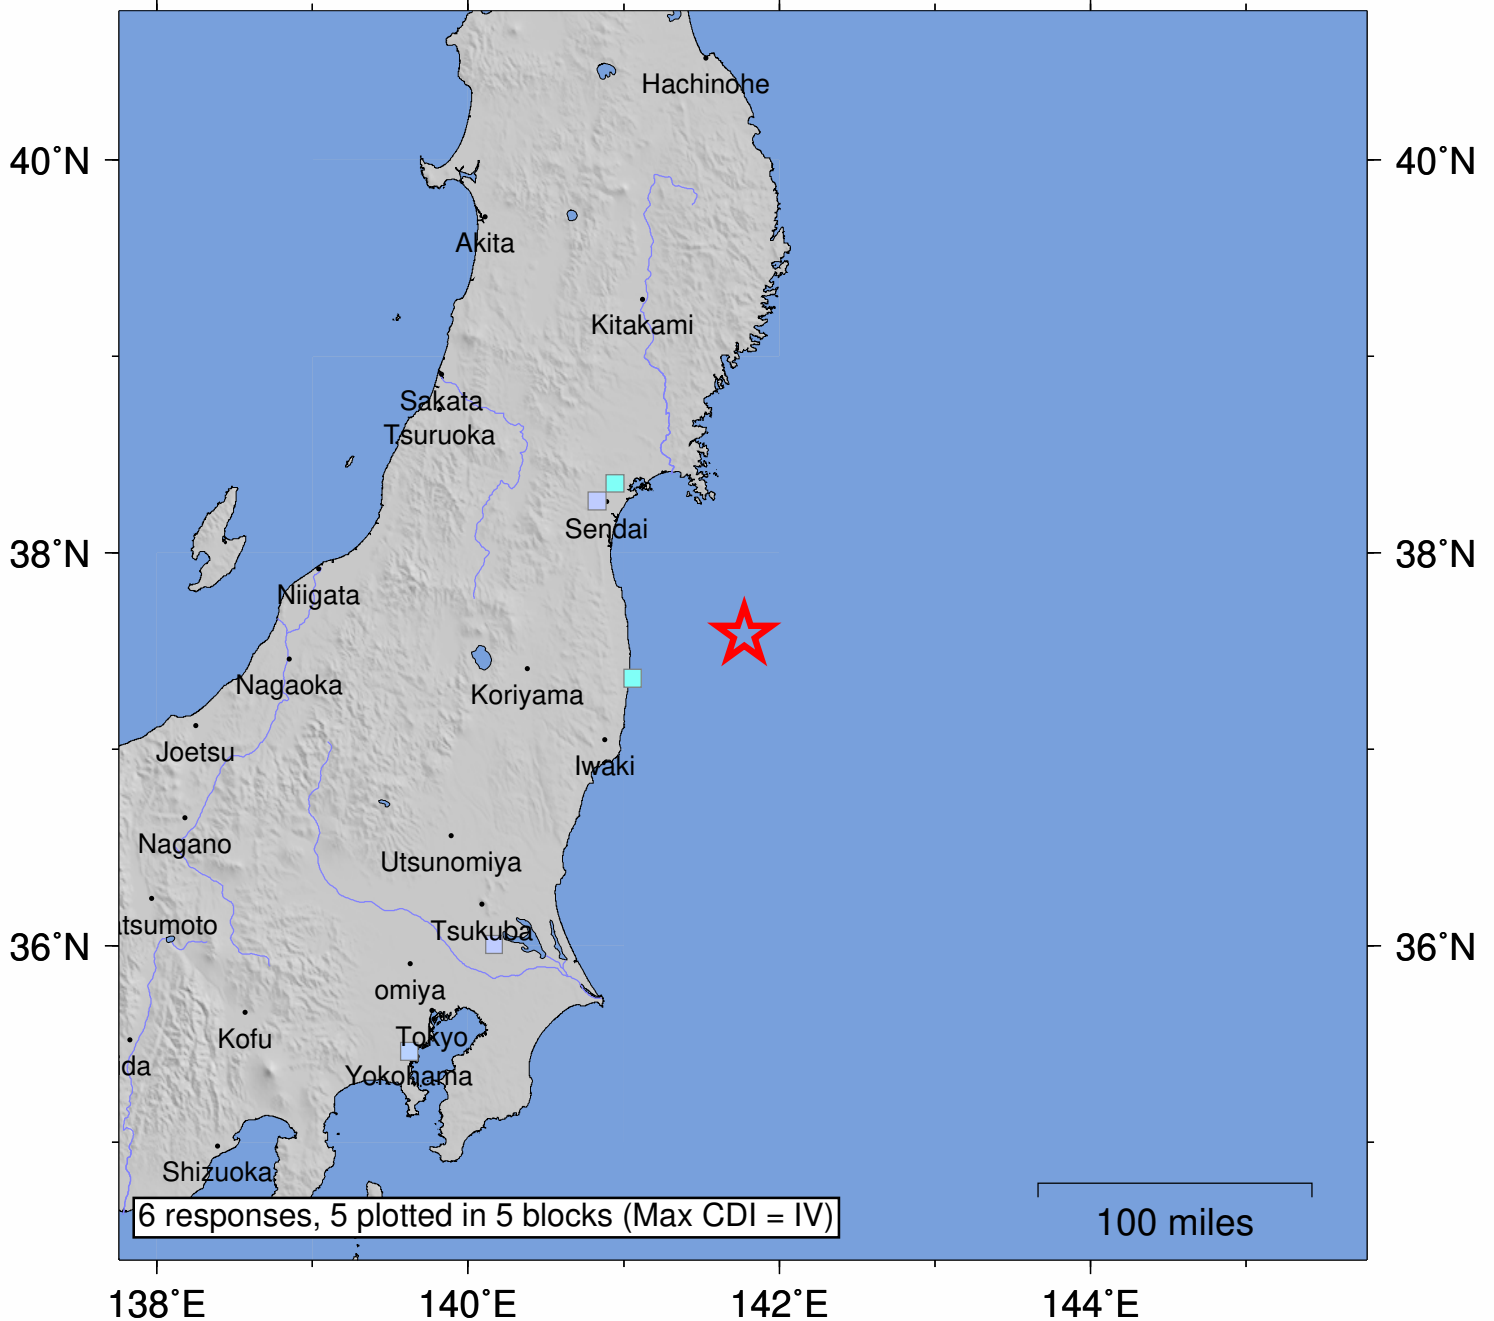 Hachinohe
40°N
40°N
Akita
Kitakami
Sakata
Tsuruoka
38°N
Sendai
38°N
Niigata
Nagaoka
Koriyama
Joetsu
Iwaki
Nagano
Utsunomiya
atsumoto
Tsukuba
36°N
36°N
omiya
Kofu
Tokyo
da
Yokohama
Shizuoka
6 responses, 5 plotted in 5 blocks (Max CDI = IV)
100 miles
138°E
140°E
142°E
144°E